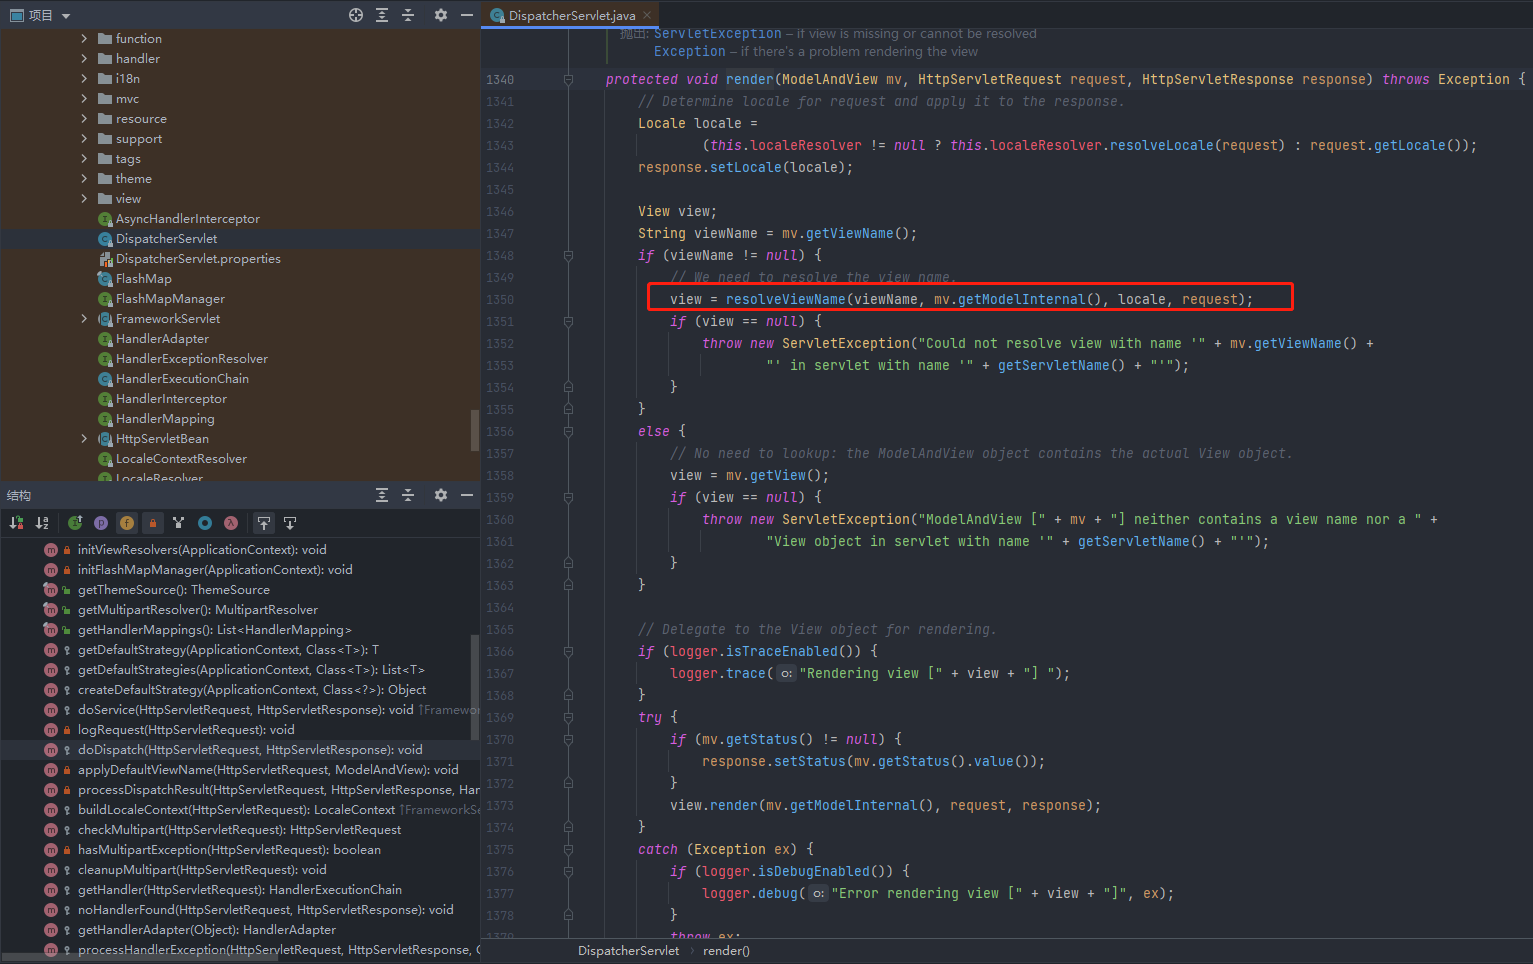 项目
function
handler
i18n
mvc
resource
support
tags
theme
view
AsyncHandlerInterceptor
DispatcherServlet
DispatcherServlet.properties
FlashMap
FlashMapManager
FrameworkServlet
HandlerAdapter
HandlerExceptionResolver
HandlerExecutionChain
HandlerInterceptor
HandlerMapping
HttpServletBean
LocaleContextResolver
LocaleResolver
结构
initViewResolvers(ApplicationContext): void
initFlashMapManager(ApplicationContext): void
getThemeSource(): ThemeSource
getMultipartResolver(): MultipartResolver
getHandlerMappings(): List<HandlerMapping>
getDefaultStrategy(ApplicationContext, Class<T>): T
getDefaultStrategies(ApplicationContext, Class<T>): List<T>
createDefaultStrategy(ApplicationContext, Class<?>): Object
doService(HttpServletRequest, HttpServletResponse): void ↑Framewor
logRequest(HttpServletRequest): void
doDispatch(HttpServletRequest, HttpServletResponse): void
applyDefaultViewName(HttpServletRequest, ModelAndView): void
processDispatchResult(HttpServletRequest, HttpServletResponse, Han
buildLocaleContext(HttpServletRequest): LocaleContext ↑FrameworkSe
checkMultipart(HttpServletRequest): HttpServletRequest
hasMultipartException(HttpServletRequest): boolean
cleanupMultipart(HttpServletRequest): void
getHandler(HttpServletRequest): HandlerExecutionChain
noHandlerFound(HttpServletRequest, HttpServletResponse): void
getHandlerAdapter(Object): HandlerAdapter
processHandlerException(HttpServletRequest, HttpServletResponse, O
DispatcherServlet.java
抛出: ServletException – if view is missing or cannot be resolved
Exception – if there's a problem rendering the view
1340 protected void render(ModelAndView mv, HttpServletRequest request, HttpServletResponse response) throws Exception {
1341 // Determine locale for request and apply it to the response.
1342 Locale locale =
1343 (this.localeResolver != null ? this.localeResolver.resolveLocale(request) : request.getLocale());
1344 response.setLocale(locale);
1345
1346 View view;
1347 String viewName = mv.getViewName();
1348 if (viewName != null) {
1349 // We need to resolve the view name.
1350 view = resolveViewName(viewName, mv.getModelInternal(), locale, request);
1351 if (view == null) {
1352 throw new ServletException("Could not resolve view with name '" + mv.getViewName() +
1353 "' in servlet with name '" + getServletName() + "'");
1354 }
1355 }
1356 else {
1357 // No need to lookup: the ModelAndView object contains the actual View object.
1358 view = mv.getView();
1359 if (view == null) {
1360 throw new ServletException("ModelAndView [" + mv + "] neither contains a view name nor a " +
1361 "View object in servlet with name '" + getServletName() + "'");
1362 }
1363 }
1364
1365 // Delegate to the View object for rendering.
1366 if (logger.isTraceEnabled()) {
1367 logger.trace( o: "Rendering view [" + view + "] ");
1368 }
1369 try {
1370 if (mv.getStatus() != null) {
1371 response.setStatus(mv.getStatus().value());
1372 }
1373 view.render(mv.getModelInternal(), request, response);
1374 }
1375 catch (Exception ex) {
1376 if (logger.isDebugEnabled()) {
1377 logger.debug( o: "Error rendering view [" + view + "]", ex);
1378 }
1379 throw ex;
DispatcherServlet › render()